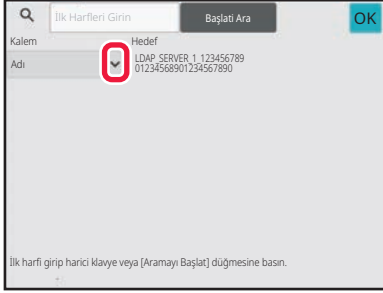 İlk Harfleri Girin
Başlati Ara
OK
Kalem
Hedef
Adı
LDAP_SERVER_1_123456789
01234568901234567890
İlk harfi girip harici klavye veya [Aramayı Başlat] düğmesine basın.